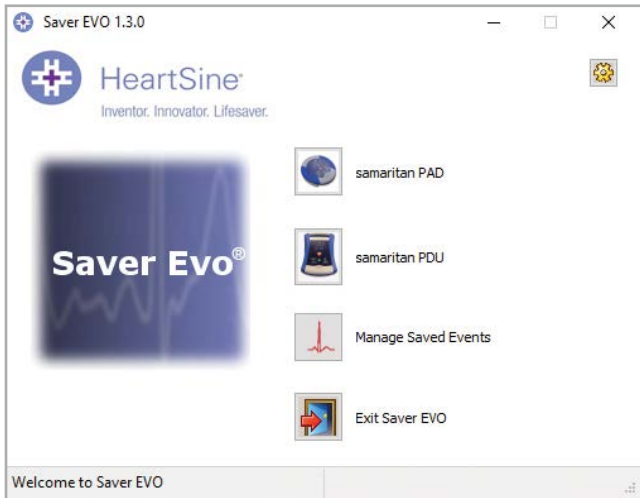 Saver EVO 1.3.0
HeartSine®
Inventor. Innovator. Lifesaver.
samaritan PAD
Saver Evo®
samaritan PDU
Manage Saved Events
Exit Saver EVO
Welcome to Saver EVO